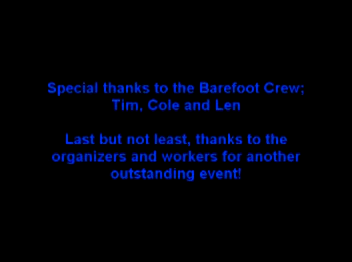 Special thanks to the Barefoot Crew;
Tim, Cole and Len
Last but not least, thanks to the
organizers and workers for another
outstanding event!